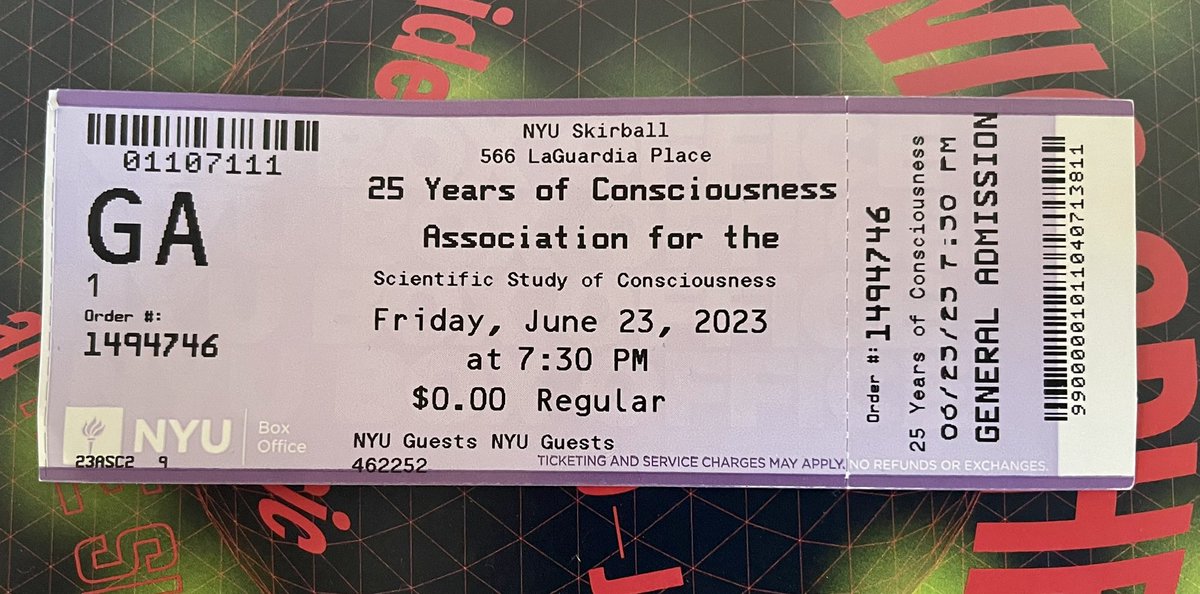 01107111
GA
1
Order #:
1494746
NYU
Box
Office
23ASC2 9
NYU Skirball
566 LaGuardia Place
25 Years of Consciousness
Association for the
Scientific Study of Consciousness
Friday, June 23, 2023
at 7:30 PM
$0.00 Regular
NYU Guests NYU Guests
462252
TICKETING AND SERVICE CHARGES MAY APPLY. NO REFUNDS OR EXCHANGES.
Order #: 1494746
25 Years of Consciousness
06/23/23 7:30 PM
GENERAL ADMISSION
99000001011040713811
ide
ric